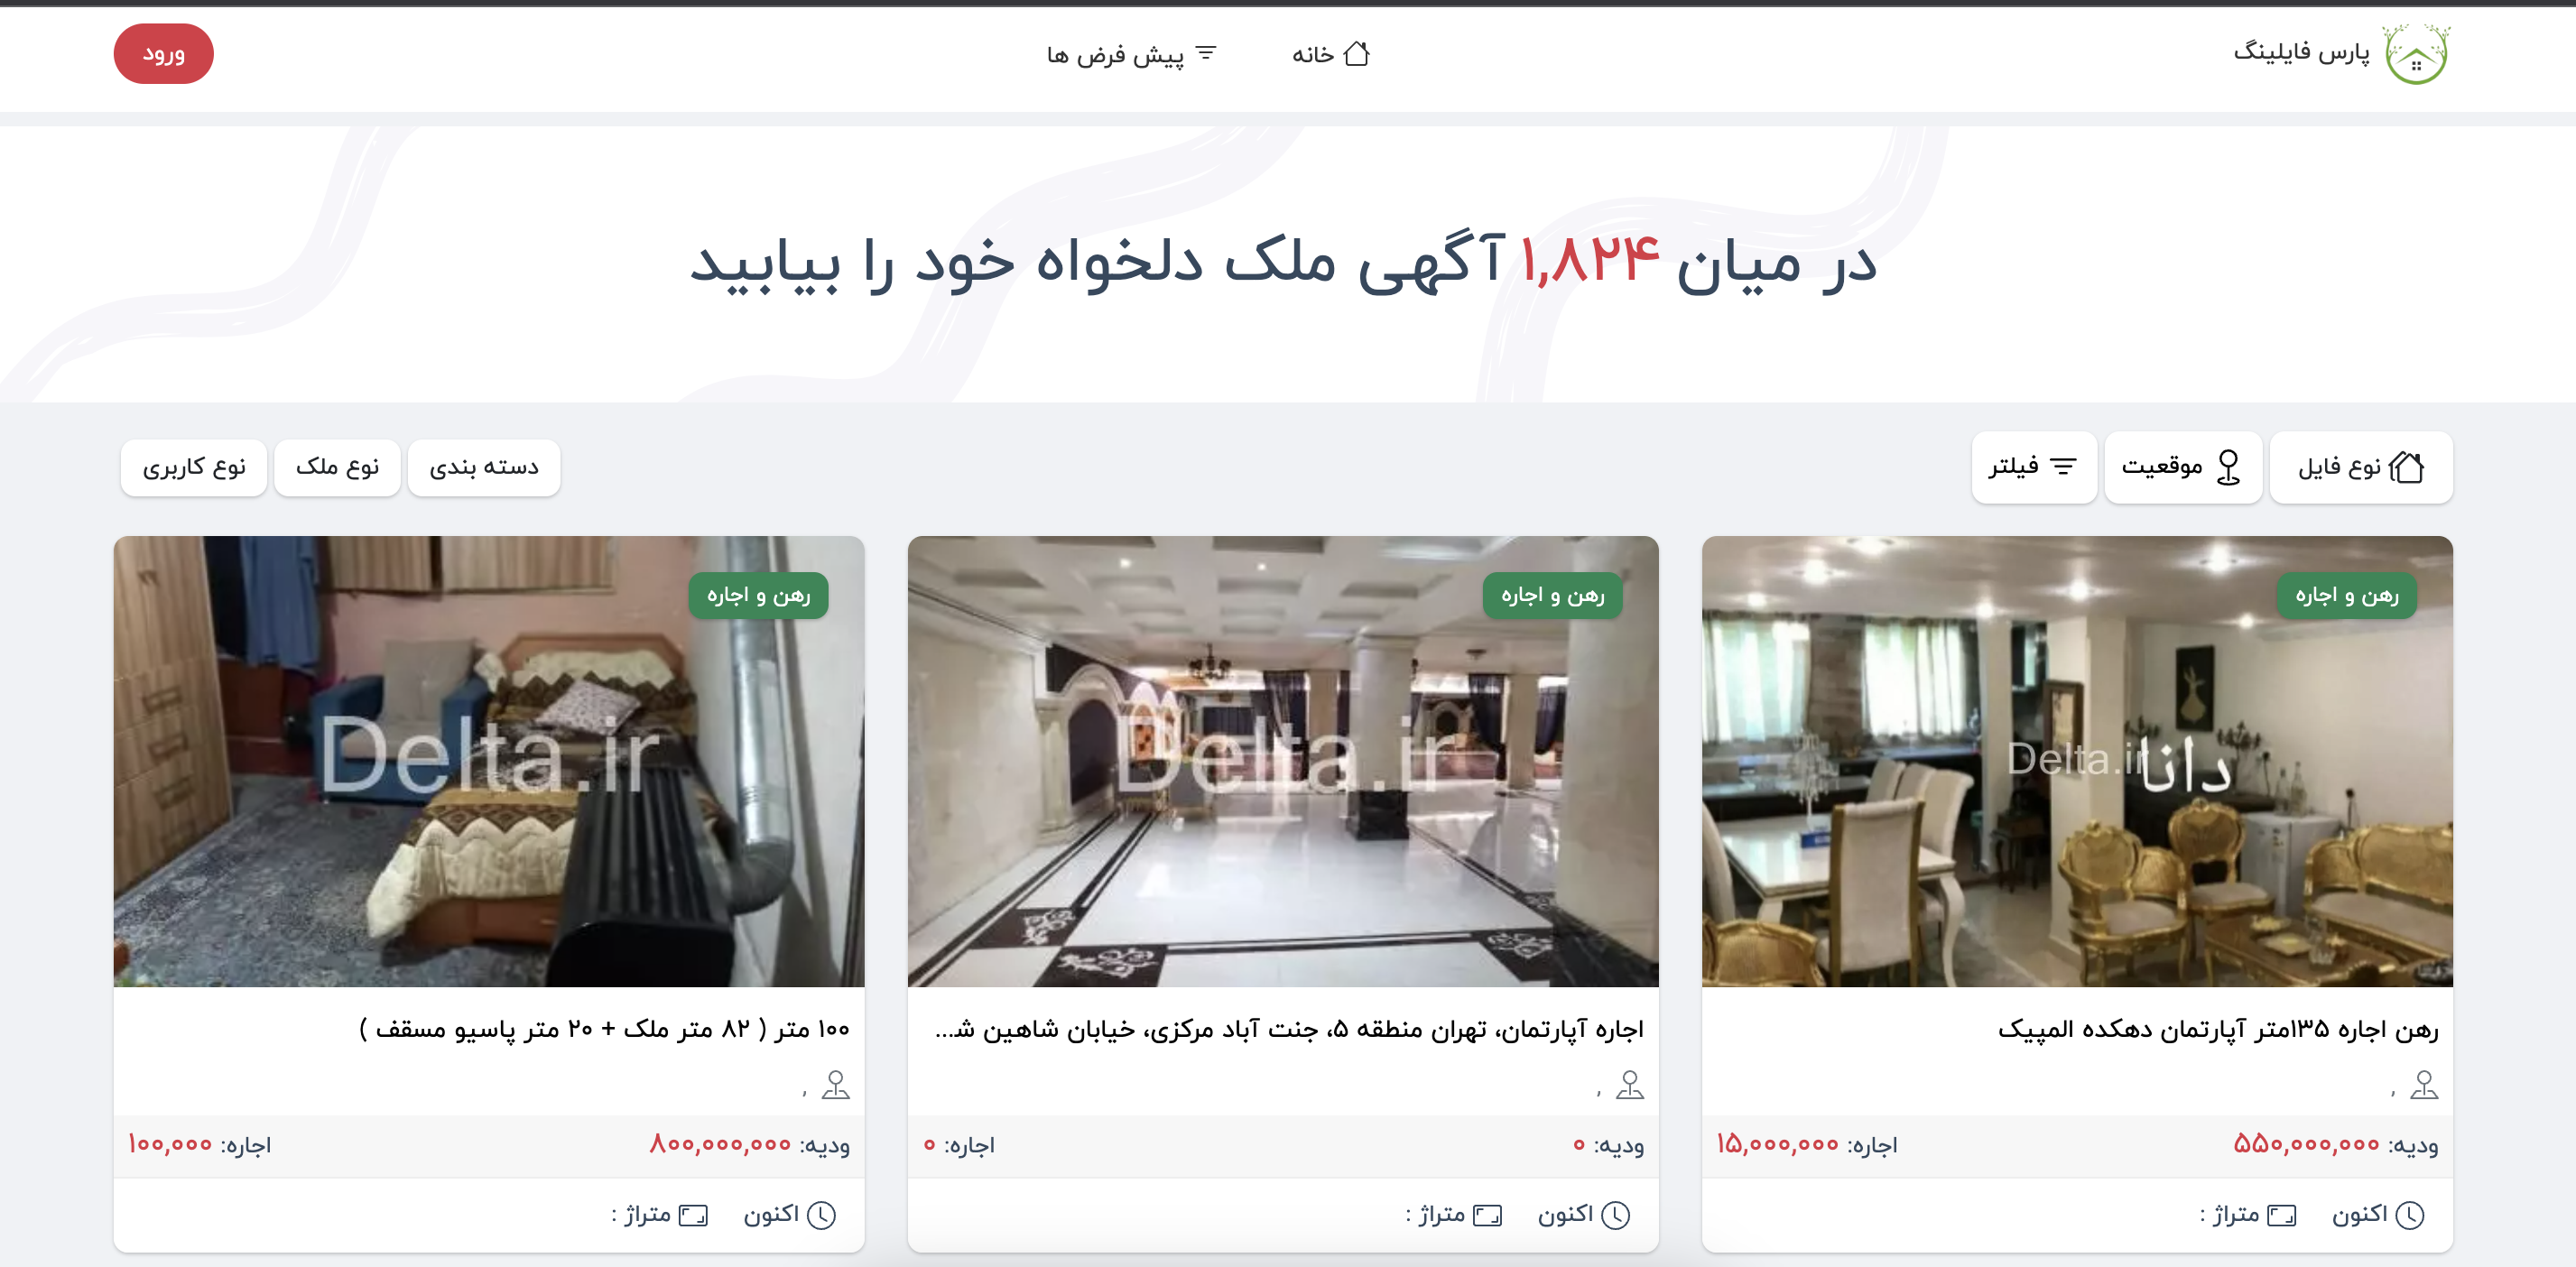 پارس فایلینگ
خانه
پیش فرض ها
ورود
در میان ۱,۸۲۴ آگهی ملک دلخواه خود را بیابید
نوع فایل
موقعیت
فیلتر
دسته بندی
نوع ملک
نوع کاربری
رهن و اجاره
Delta.ir
دانا
رهن اجاره ۱۳۵متر آپارتمان دهکده المپیک
,
ودیعه: ۵۵۰,۰۰۰,۰۰۰ اجاره: ۱۵,۰۰۰,۰۰۰
اکنون متراژ :
رهن و اجاره
Delta.ir
اجاره آپارتمان، تهران منطقه ۵، جنت آباد مرکزی، خیابان شاهین شـ...
,
ودیه: ۰ اجاره: ۰
اکنون متراژ :
رهن و اجاره
Delta.ir
۱۰۰ متر ( ۸۲ متر ملک + ۲۰ متر پاسیو مسقف )
,
ودیه: ۸۰۰,۰۰۰,۰۰۰ اجاره: ۱۰۰,۰۰۰
اکنون متراژ :